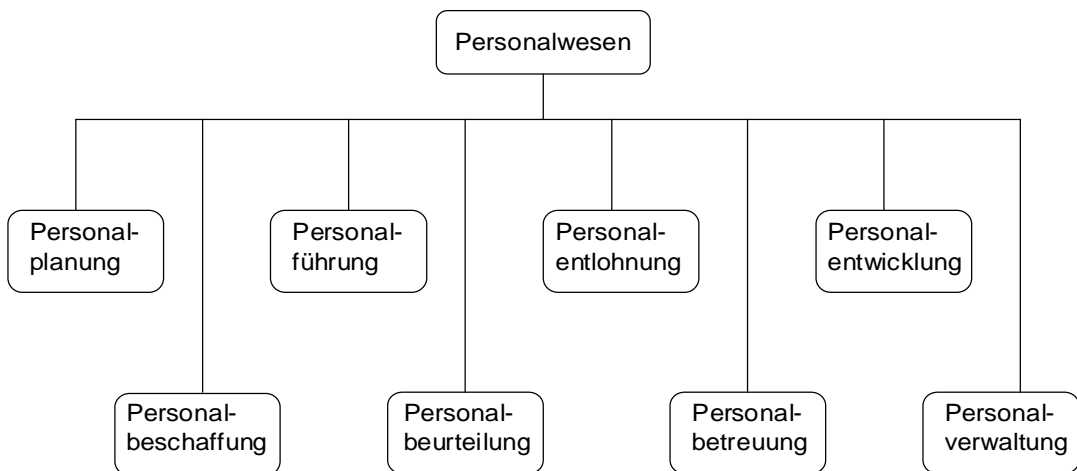 Personalwesen
Personal-
planung
Personal-
führung
Personal-
entlohnung
Personal-
entwicklung
Personal-
beschaffung
Personal-
beurteilung
Personal-
betreuung
Personal-
verwaltung